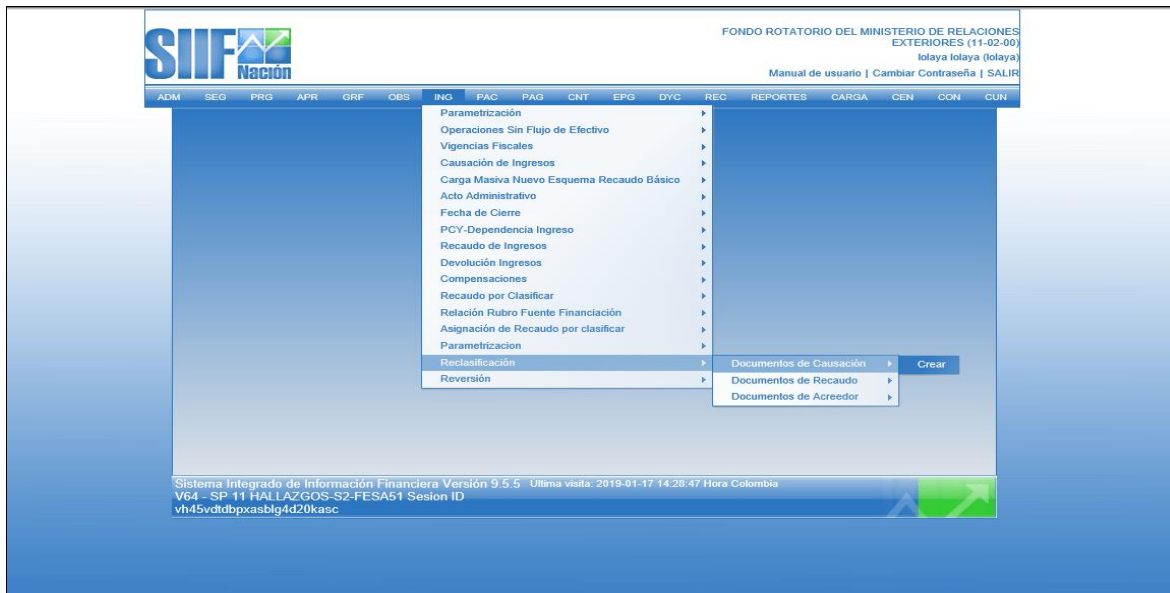 SIIF
Nación
FONDO ROTATORIO DEL MINISTERIO DE RELACIONES
EXTERIORES (11-02-00)
lolaya lolaya (lolaya)
Manual de usuario | Cambiar Contraseña | SALIR
ADM SEG PRG APR GRF OBS ING PAC PAG CNT EPG DYC REC REPORTES CARGA CEN CON CUN
Parametrización
Operaciones Sin Flujo de Efectivo
Vigencias Fiscales
Causación de Ingresos
Carga Masiva Nuevo Esquema Recaudo Básico
Acto Administrativo
Fecha de Cierre
PCY-Dependencia Ingreso
Recaudo de Ingresos
Devolución Ingresos
Compensaciones
Recaudo por Clasificar
Relación Rubro Fuente Financiación
Asignación de Recaudo por clasificar
Parametrizacion
Reclasificación Documentos de Causación Crear
Reversión Documentos de Recaudo
Documentos de Acreedor
Sistema Integrado de Información Financiera Versión 9.5.5 Ultima visita: 2019-01-17 14:28:47 Hora Colombia
V64 - SP 11 HALLAZGOS-S2-FESA51 Sesion ID
vh45vdtdbpxasblg4d20kasc